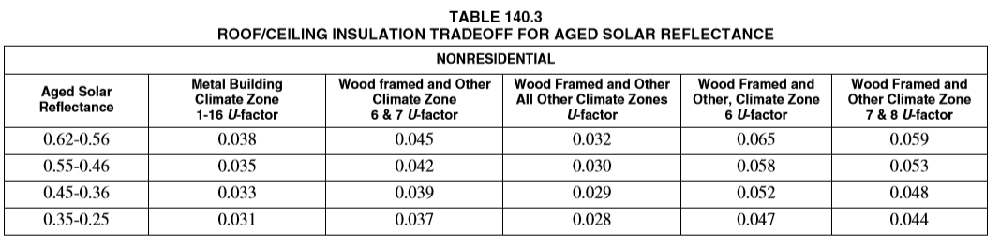 TABLE 140.3
ROOF/CEILING INSULATION TRADEOFF FOR AGED SOLAR REFLECTANCE
NONRESIDENTIAL
Aged Solar Reflectance | Metal Building Climate Zone 1-16 U-factor | Wood framed and Other Climate Zone 6 & 7 U-factor | Wood Framed and Other All Other Climate Zones U-factor | Wood Framed and Other, Climate Zone 6 U-factor | Wood Framed and Other Climate Zone 7 & 8 U-factor
0.62-0.56 | 0.038 | 0.045 | 0.032 | 0.065 | 0.059
0.55-0.46 | 0.035 | 0.042 | 0.030 | 0.058 | 0.053
0.45-0.36 | 0.033 | 0.039 | 0.029 | 0.052 | 0.048
0.35-0.25 | 0.031 | 0.037 | 0.028 | 0.047 | 0.044